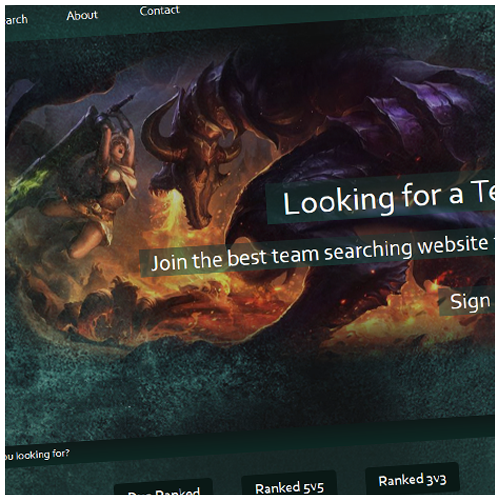 arch About Contact
Looking for a Te
Join the best team searching website
Sign
ou looking for?
Duo Ranked Ranked 5v5 Ranked 3v3